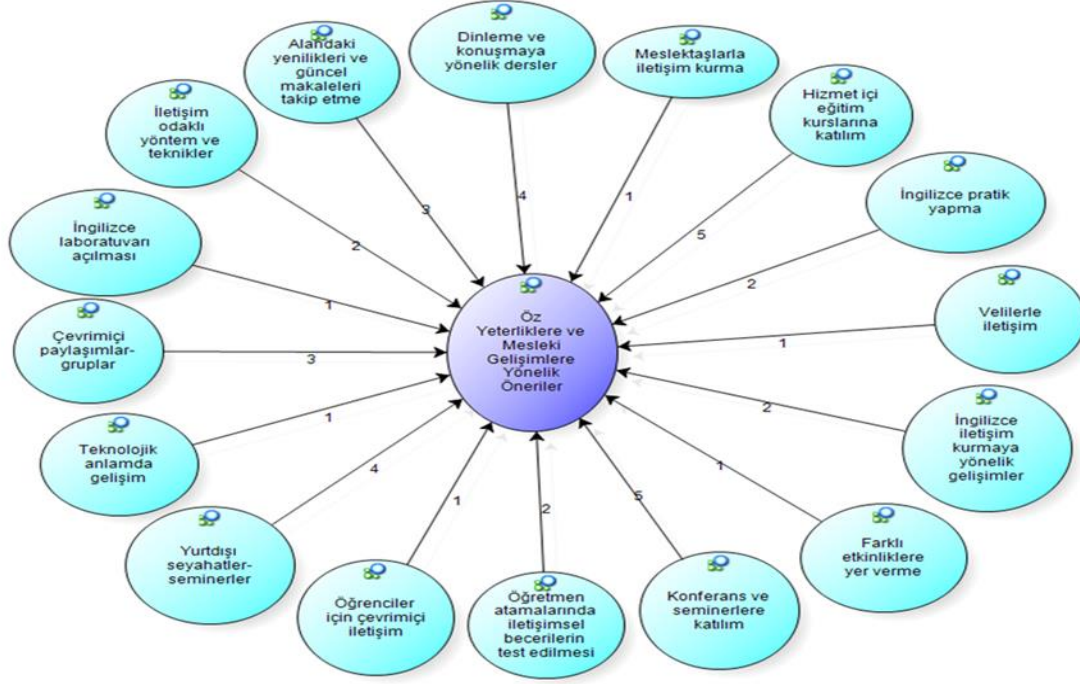 Dinleme ve
konuşmaya
yönelik dersler
4
Meslektaşlarla
iletişim kurma
1
Hizmet içi
eğitim
kurslarına
katılım
5
İngilizce pratik
yapma
2
Velilerle
iletişim
1
İngilizce
iletişim
kurmaya
yönelik
gelişimler
2
Farklı
etkinliklere
yer verme
1
Konferans ve
seminerlere
katılım
5
Öğretmen
atamalarında
iletişimsel
becerilerin
test edilmesi
2
Öğrenciler
için çevrimiçi
iletişim
1
Yurtdışı
seyahatler-
seminerler
4
Teknolojik
anlamda
gelişim
1
Çevrimiçi
paylaşımlar-
gruplar
3
İngilizce
laboratuvarı
açılması
1
İletişim
odaklı
yöntem ve
teknikler
2
Alandaki
yenilikleri ve
güncel
makaleleri
takip etme
3
Öz
Yeterliklere ve
Mesleki
Gelişimlere
Yönelik
Öneriler